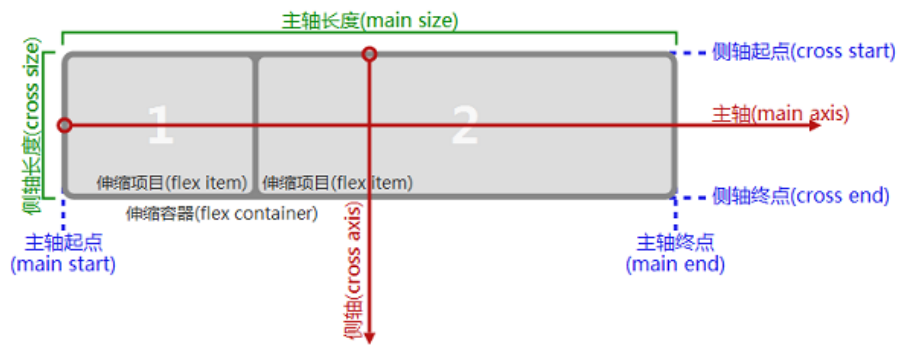 主轴长度(main size)
侧轴长度(cross size)
侧轴起点(cross start)
1
2
主轴(main axis)
伸缩项目(flex item)
伸缩项目(flex item)
侧轴终点(cross end)
伸缩容器(flex container)
侧轴(cross axis)
主轴起点
(main start)
主轴终点
(main end)